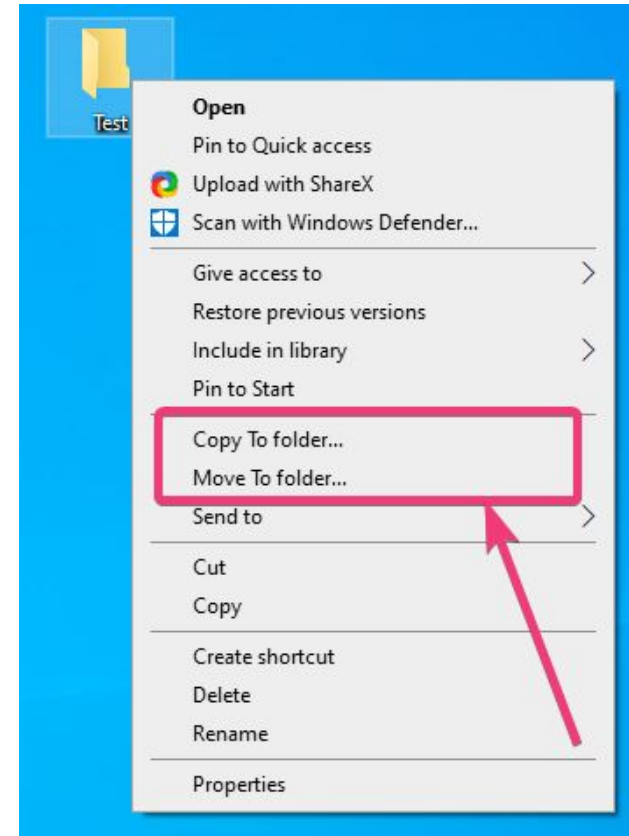 Test
Open
Pin to Quick access
Upload with ShareX
Scan with Windows Defender...
Give access to
Restore previous versions
Include in library
Pin to Start
Copy To folder...
Move To folder...
Send to
Cut
Copy
Create shortcut
Delete
Rename
Properties